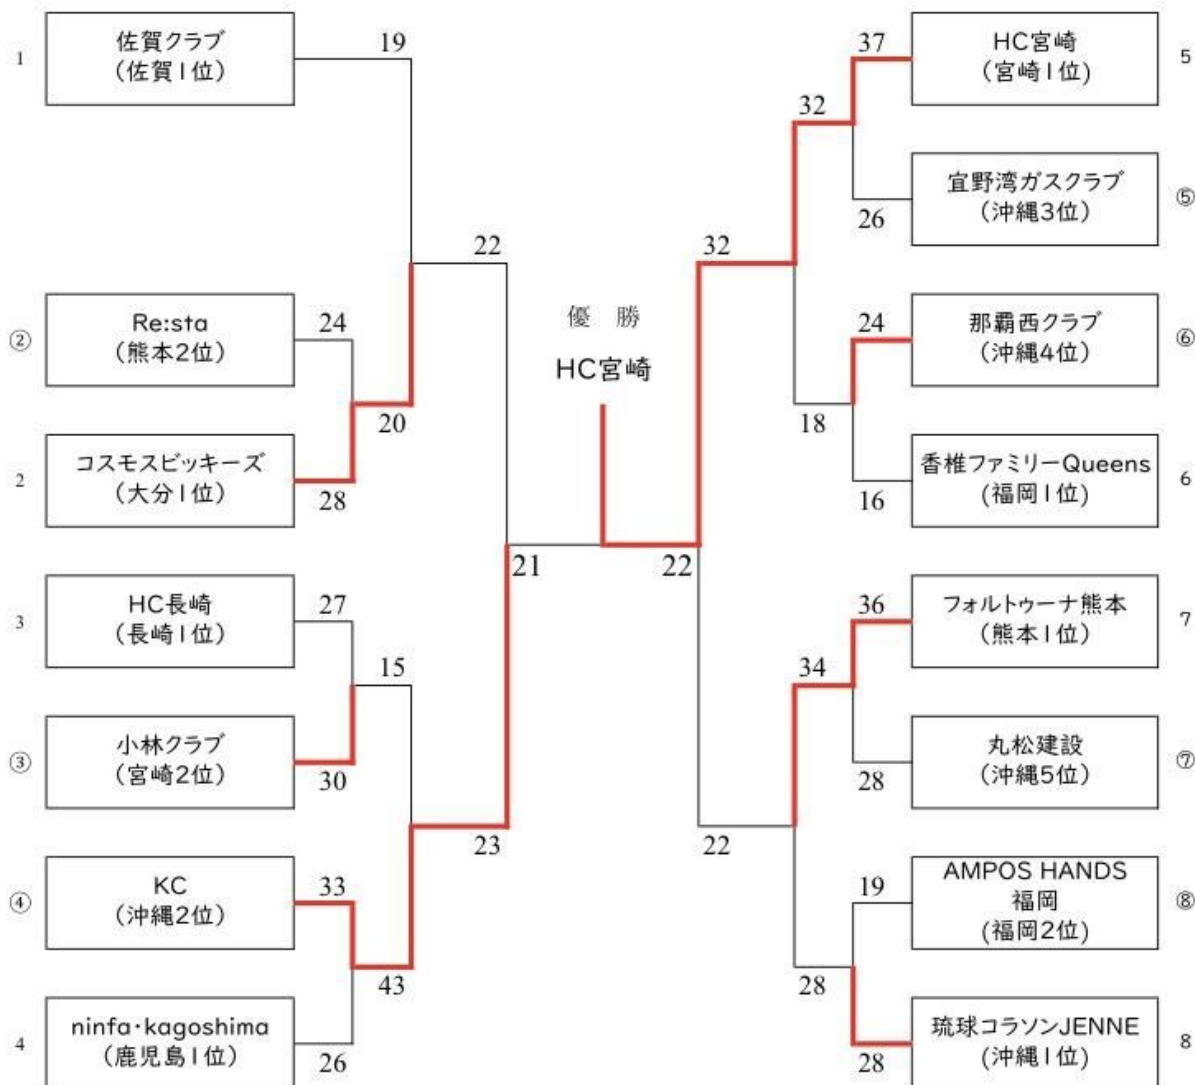 1
佐賀クラブ
(佐賀1位)
19
②
Re:sta
(熊本2位)
24
2
コスモスビッキーズ
(大分1位)
28
20
22
3
HC長崎
(長崎1位)
27
③
小林クラブ
(宮崎2位)
30
15
④
KC
(沖縄2位)
33
4
ninfa・kagoshima
(鹿児島1位)
26
43
23
21
優 勝
HC宮崎
22
32
32
37
HC宮崎
(宮崎1位)
5
26
宜野湾ガスクラブ
(沖縄3位)
⑤
24
那覇西クラブ
(沖縄4位)
⑥
18
16
香椎ファミリーQueens
(福岡1位)
6
36
フォルトゥーナ熊本
(熊本1位)
7
34
28
丸松建設
(沖縄5位)
⑦
22
19
AMPOS HANDS
福岡
(福岡2位)
⑧
28
28
琉球コラソンJENNE
(沖縄1位)
8